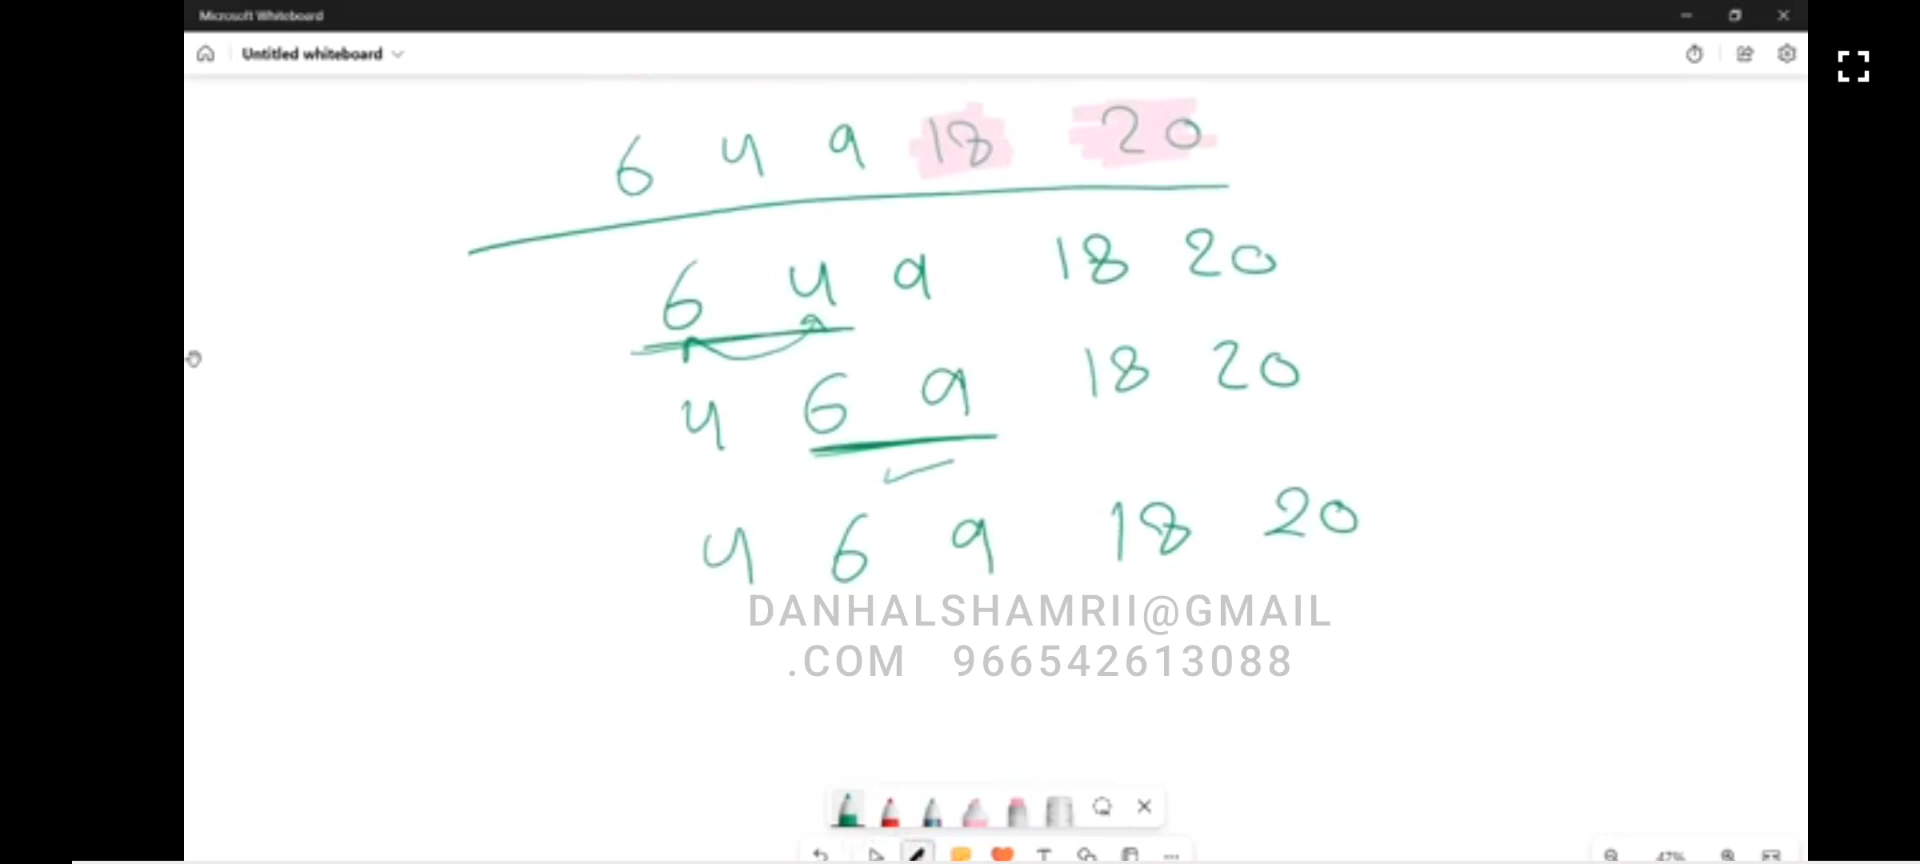 Microsoft Whiteboard
Untitled whiteboard
6 4 9 18 20
6 4 9 18 20
4 6 9 18 20
4 6 9 18 20
DANHALSHAMRII@GMAIL
.COM 966542613088
47%